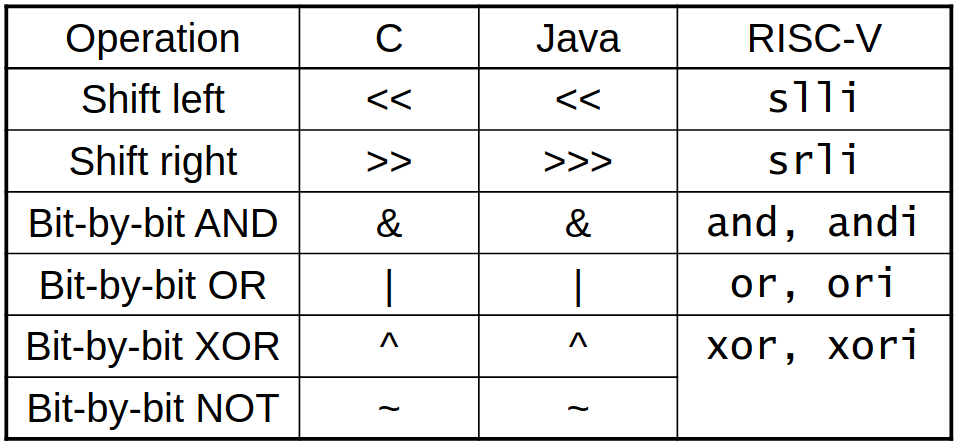 Operation C Java RISC-V
Shift left << << slli
Shift right >> >>> srli
Bit-by-bit AND & & and, andi
Bit-by-bit OR | | or, ori
Bit-by-bit XOR ^ ^ xor, xori
Bit-by-bit NOT ~ ~